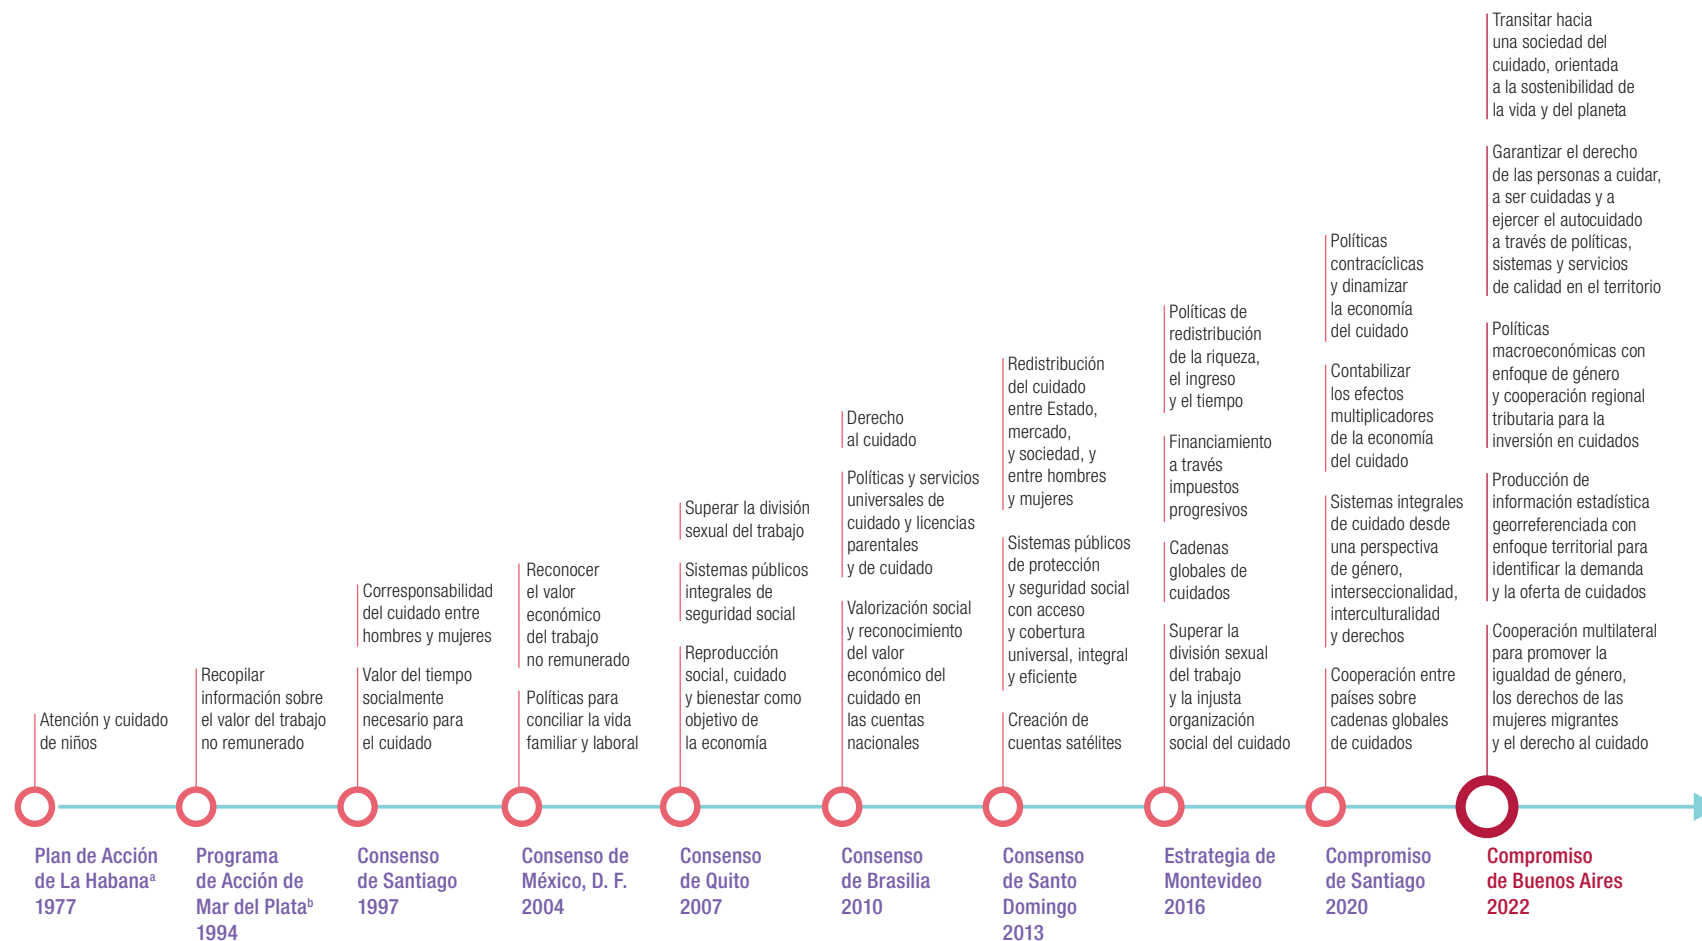 Atención y cuidado
de niños
Plan de Acción
de La Habanaᵃ
1977
Recopilar
información sobre
el valor del trabajo
no remunerado
Programa
de Acción de
Mar del Plataᵇ
1994
Corresponsabilidad
del cuidado entre
hombres y mujeres
Valor del tiempo
socialmente
necesario para
el cuidado
Consenso
de Santiago
1997
Reconocer
el valor
económico
del trabajo
no remunerado
Políticas para
conciliar la vida
familiar y laboral
Consenso de
México, D. F.
2004
Superar la división
sexual del trabajo
Sistemas públicos
integrales de
seguridad social
Reproducción
social, cuidado
y bienestar como
objetivo de
la economía
Consenso
de Quito
2007
Derecho
al cuidado
Políticas y servicios
universales de
cuidado y licencias
parentales
y de cuidado
Valorización social
y reconocimiento
del valor
económico del
cuidado en
las cuentas
nacionales
Consenso
de Brasilia
2010
Redistribución
del cuidado
entre Estado,
mercado,
y sociedad, y
entre hombres
y mujeres
Sistemas públicos
de protección
y seguridad social
con acceso
y cobertura
universal, integral
y eficiente
Creación de
cuentas satélites
Consenso
de Santo
Domingo
2013
Políticas de
redistribución
de la riqueza,
el ingreso
y el tiempo
Financiamiento
a través
impuestos
progresivos
Cadenas
globales de
cuidados
Superar la
división sexual
del trabajo
y la injusta
organización
social del cuidado
Estrategia de
Montevideo
2016
Políticas
contracíclicas
y dinamizar
la economía
del cuidado
Contabilizar
los efectos
multiplicadores
de la economía
del cuidado
Sistemas integrales
de cuidado desde
una perspectiva
de género,
interseccionalidad,
interculturalidad
y derechos
Cooperación entre
países sobre
cadenas globales
de cuidados
Compromiso
de Santiago
2020
Transitar hacia
una sociedad del
cuidado, orientada
a la sostenibilidad de
la vida y del planeta
Garantizar el derecho
de las personas a cuidar,
a ser cuidadas y a
ejercer el autocuidado
a través de políticas,
sistemas y servicios
de calidad en el territorio
Políticas
macroeconómicas con
enfoque de género
y cooperación regional
tributaria para la
inversión en cuidados
Producción de
información estadística
georreferenciada con
enfoque territorial para
identificar la demanda
y la oferta de cuidados
Cooperación multilateral
para promover la
igualdad de género,
los derechos de las
mujeres migrantes
y el derecho al cuidado
Compromiso
de Buenos Aires
2022